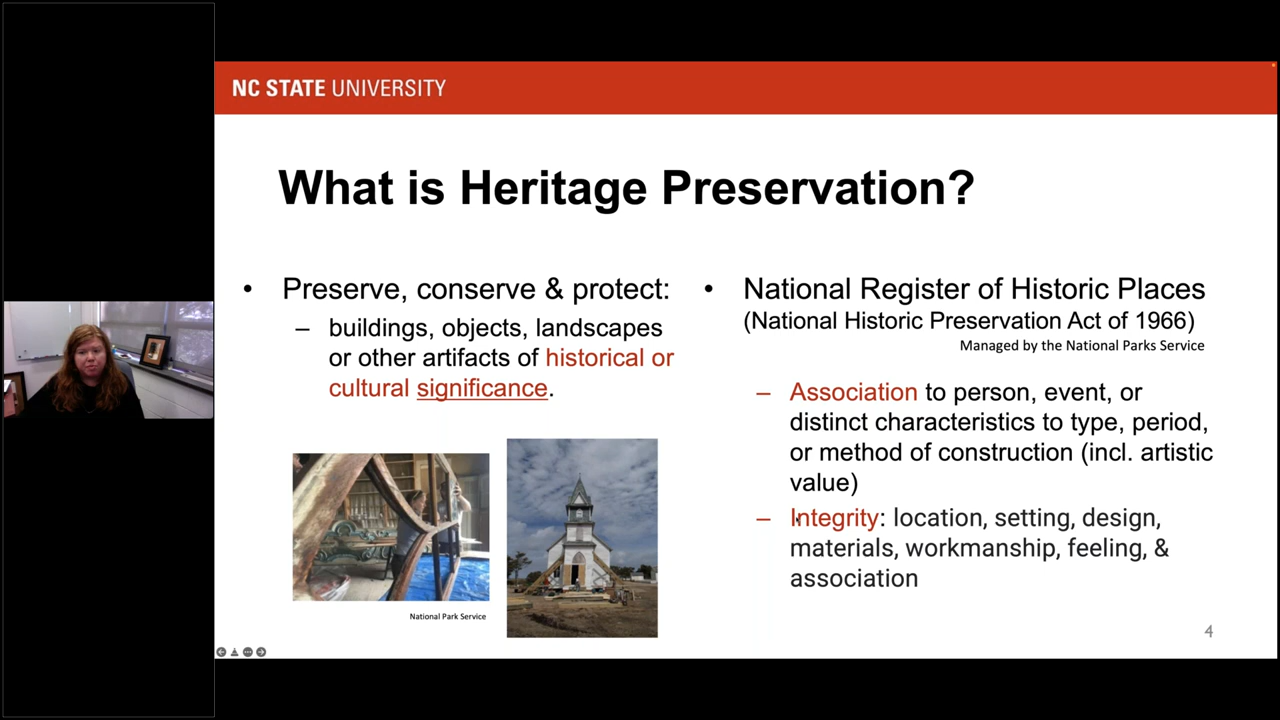 NC STATE UNIVERSITY
What is Heritage Preservation?
• Preserve, conserve & protect:
– buildings, objects, landscapes
or other artifacts of historical or
cultural significance.
National Park Service
• National Register of Historic Places
(National Historic Preservation Act of 1966)
Managed by the National Parks Service
– Association to person, event, or
distinct characteristics to type, period,
or method of construction (incl. artistic
value)
– Integrity: location, setting, design,
materials, workmanship, feeling, &
association
4